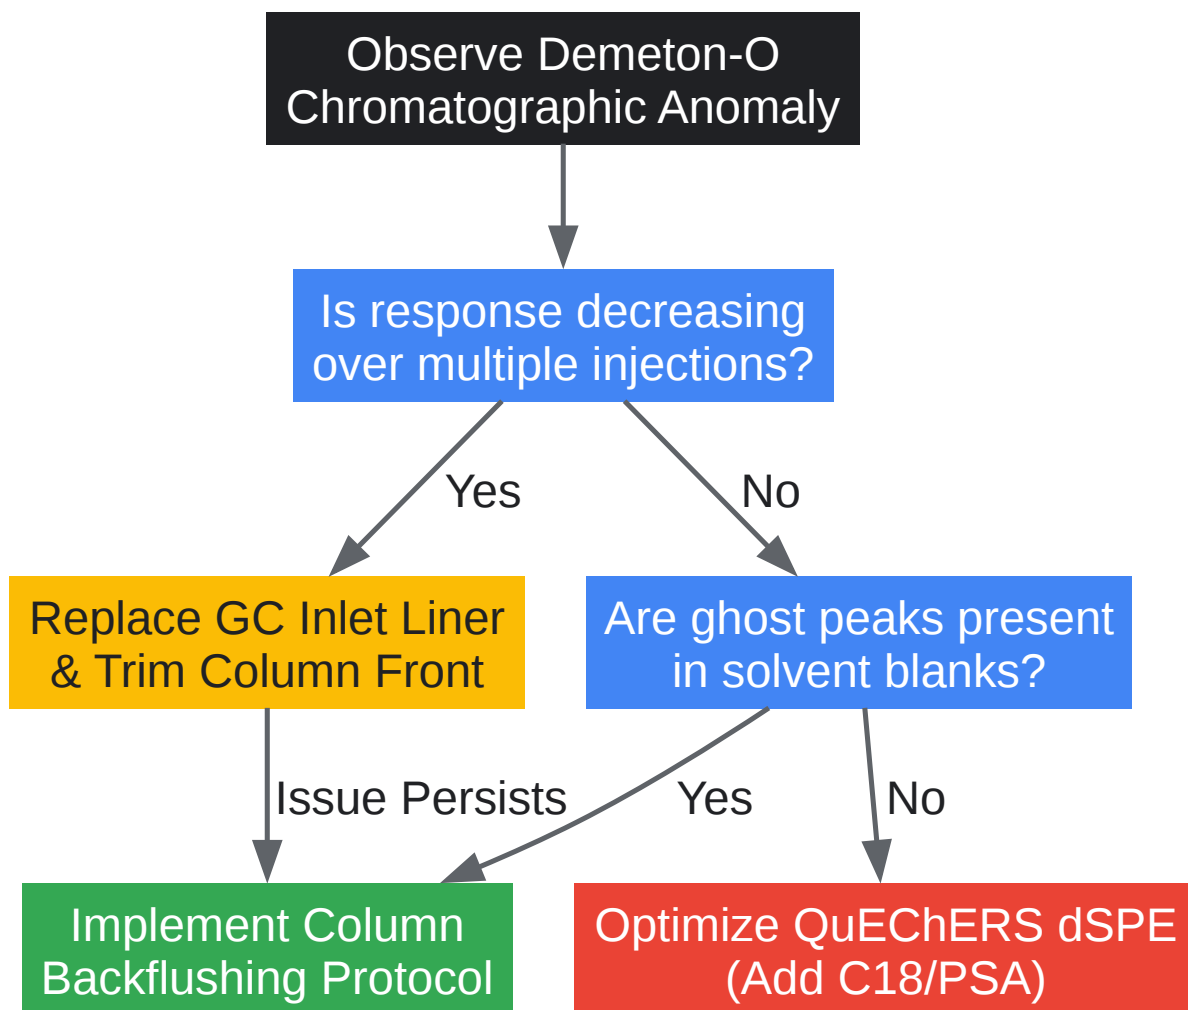 Observe Demeton-O
Chromatographic Anomaly
Is response decreasing
over multiple injections?
Yes
No
Replace GC Inlet Liner
& Trim Column Front
Are ghost peaks present
in solvent blanks?
Issue Persists
Yes
No
Implement Column
Backflushing Protocol
Optimize QuEChERS dSPE
(Add C18/PSA)